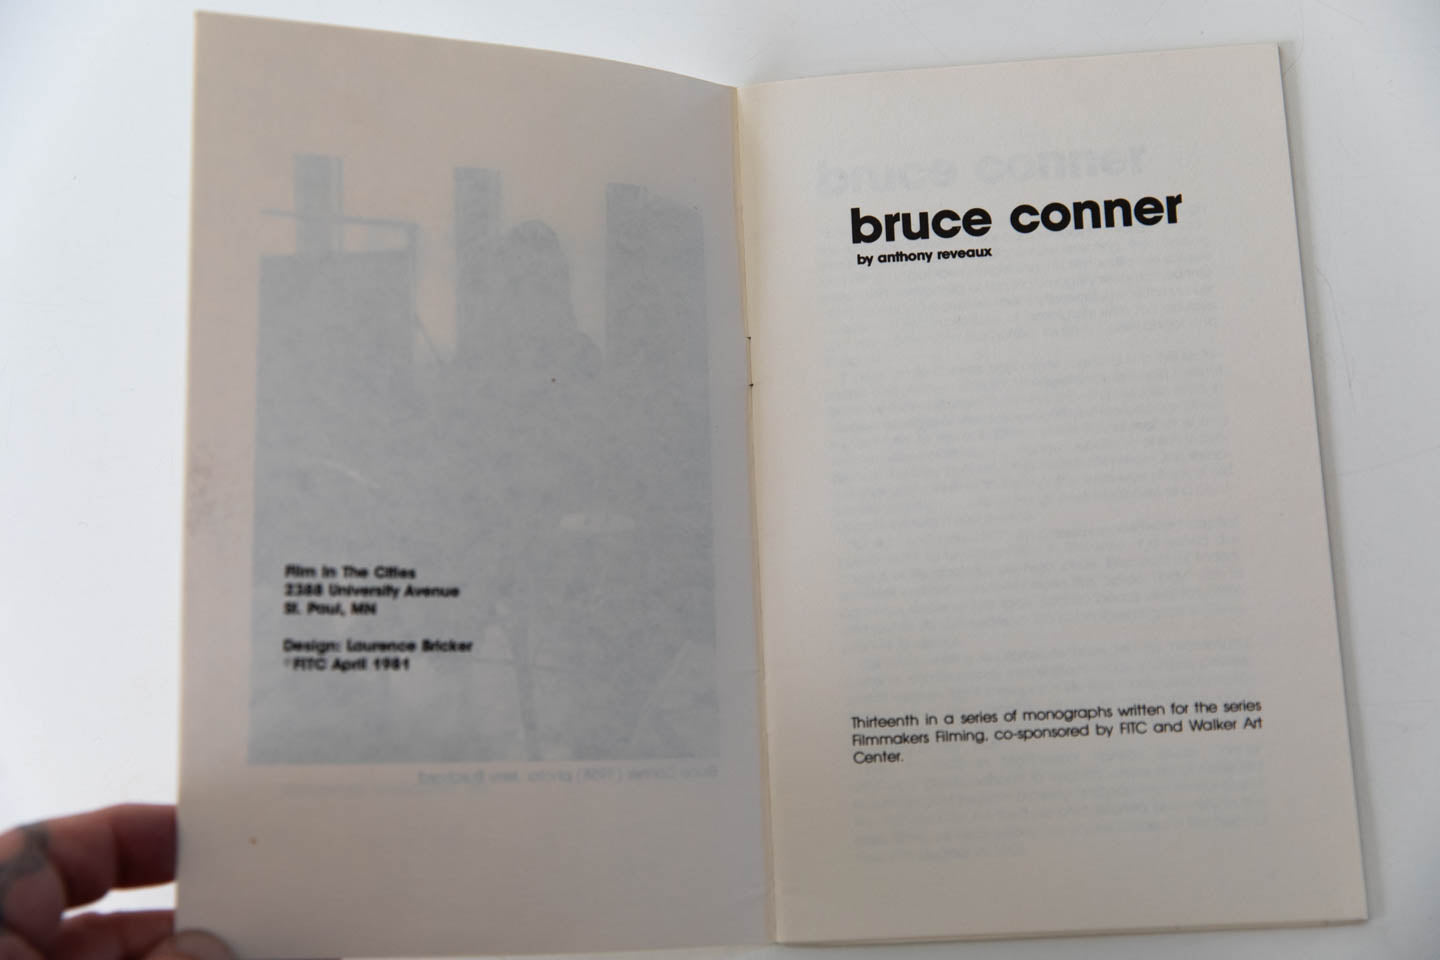 Film In The Cities
2388 University Avenue
St. Paul, MN
Design: Laurence Bricker
©FITC April 1981
bruce conner
by anthony reveaux
Thirteenth in a series of monographs written for the series
Filmmakers Filming, co-sponsored by FITC and Walker Art
Center.